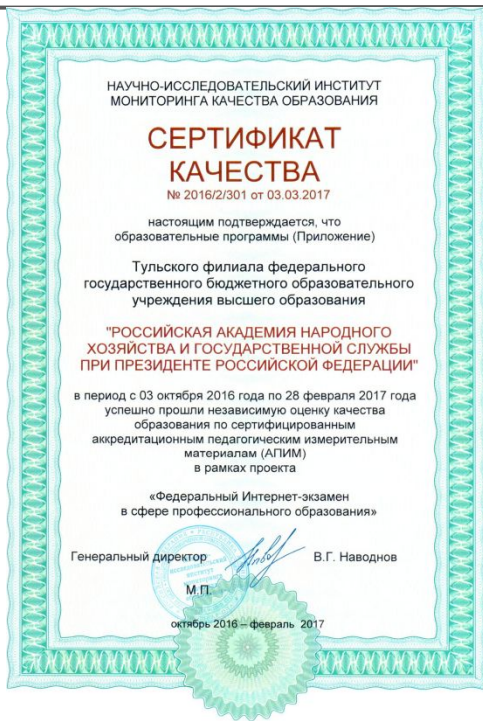 НАУЧНО-ИССЛЕДОВАТЕЛЬСКИЙ ИНСТИТУТ
МОНИТОРИНГА КАЧЕСТВА ОБРАЗОВАНИЯ
СЕРТИФИКАТ
КАЧЕСТВА
№ 2016/2/301 от 03.03.2017
настоящим подтверждается, что
образовательные программы (Приложение)
Тульского филиала федерального
государственного бюджетного образовательного
учреждения высшего образования
"РОССИЙСКАЯ АКАДЕМИЯ НАРОДНОГО
ХОЗЯЙСТВА И ГОСУДАРСТВЕННОЙ СЛУЖБЫ
ПРИ ПРЕЗИДЕНТЕ РОССИЙСКОЙ ФЕДЕРАЦИИ"
в период с 03 октября 2016 года по 28 февраля 2017 года
успешно прошли независимую оценку качества
образования по сертифицированным
аккредитационным педагогическим измерительным
материалам (АПИМ)
в рамках проекта
«Федеральный Интернет-экзамен
в сфере профессионального образования»
Генеральный директор В.Г. Наводнов
М.П.
октябрь 2016 – февраль 2017